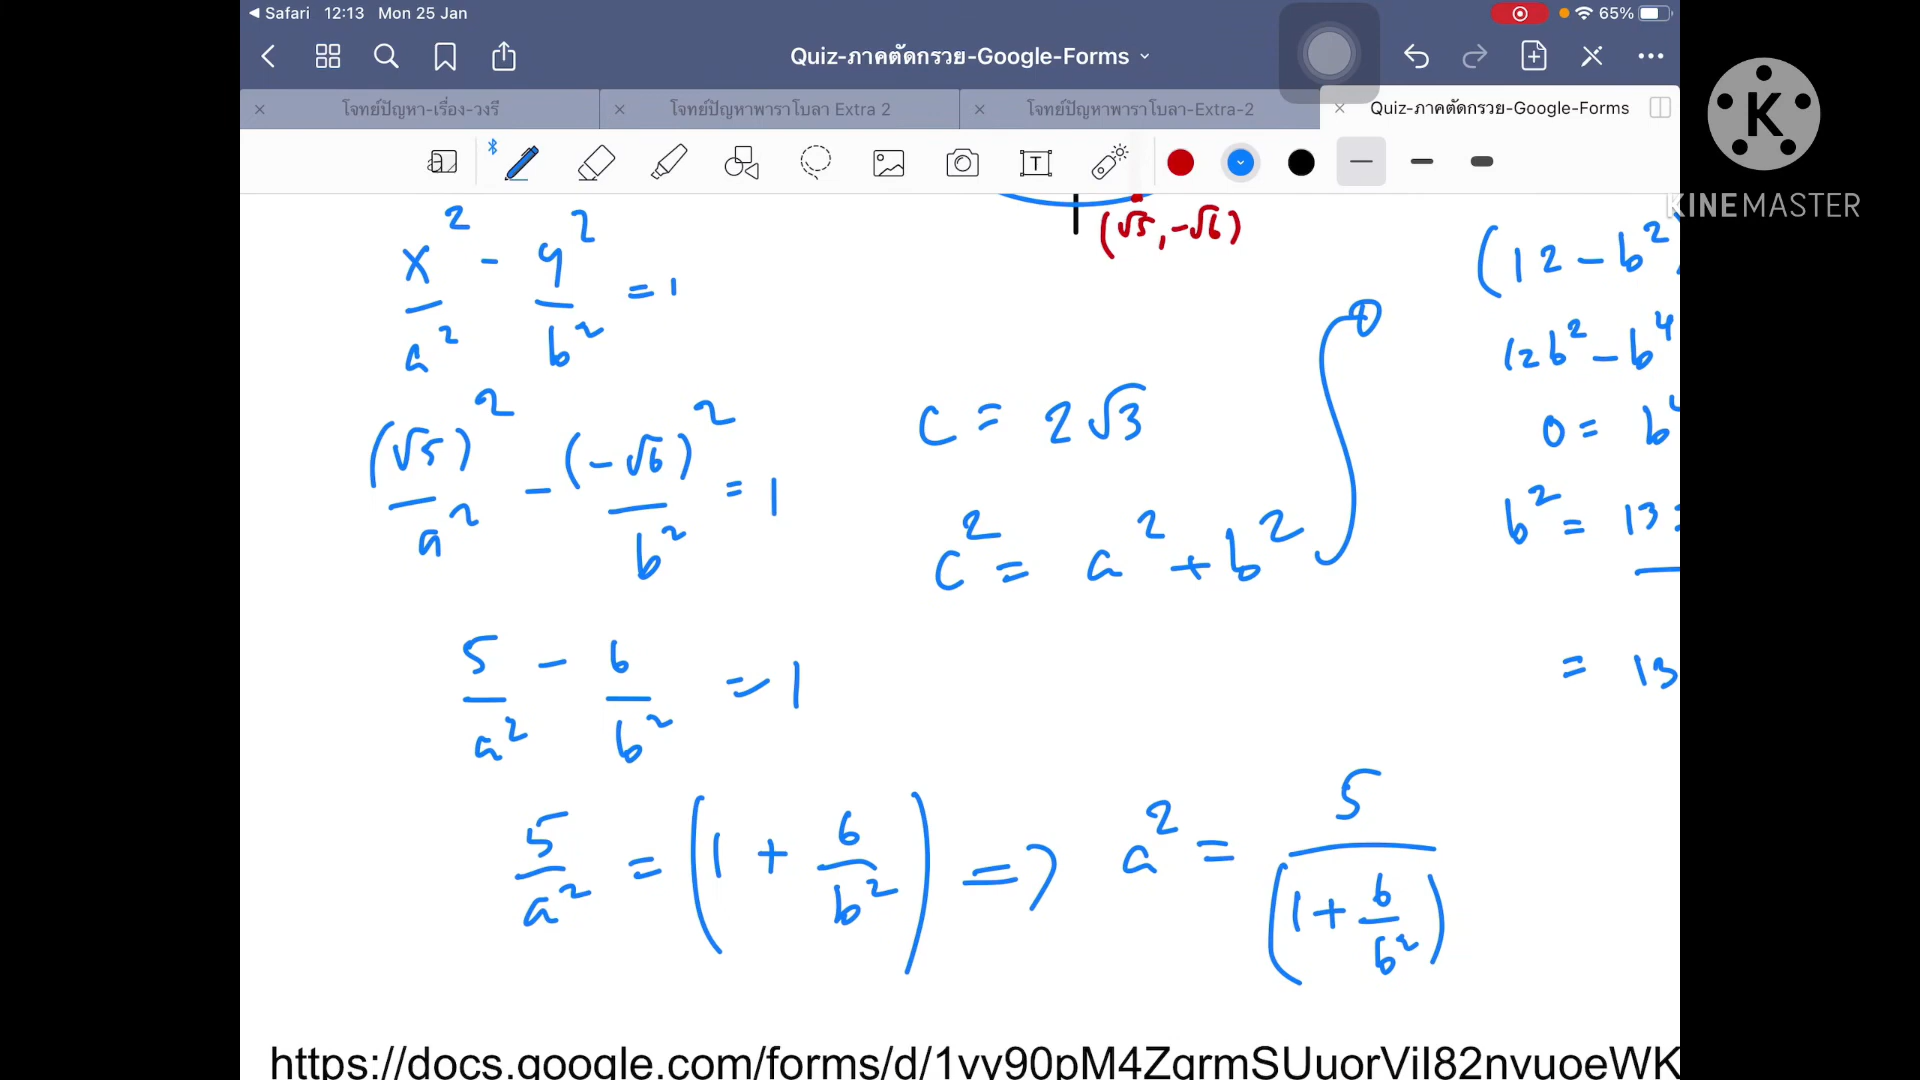 Safari 12:13 Mon 25 Jan 65%
Quiz-ภาคตัดกรวย-Google-Forms
โจทย์ปัญหา-เรื่อง-วงรี
โจทย์ปัญหาพาราโบลา Extra 2
โจทย์ปัญหาพาราโบลา-Extra-2
Quiz-ภาคตัดกรวย-Google-Forms
K
KINEMASTER
a
T
(√5, -√6)
x²/a² - y²/b² = 1
(√5)²/a² - (-√6)²/b² = 1
5/a² - 6/b² = 1
5/a² = (1 + 6/b²) => a² = 5/(1 + 6/b²)
c = 2√3
c² = a² + b²
(12 - b²)
12b² - b⁴
0 = b⁴
b² = 13
= 13
https://docs.google.com/forms/d/1vy90pM4ZqrmSUuorViI82nvuoeWK